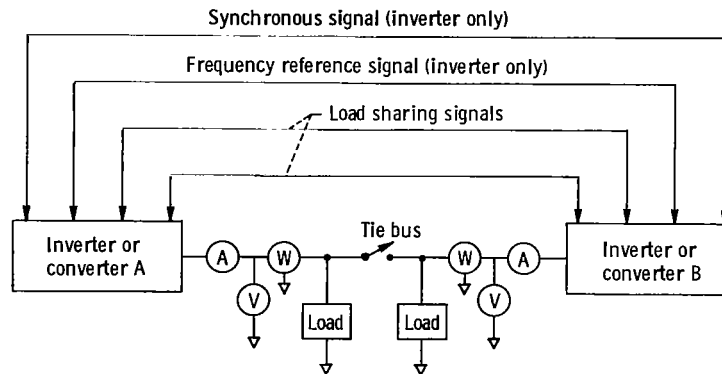 Synchronous signal (inverter only)
Frequency reference signal (inverter only)
Load sharing signals
Tie bus
Inverter or
converter A
A
W
W
A
Inverter or
converter B
V
Load
Load
V